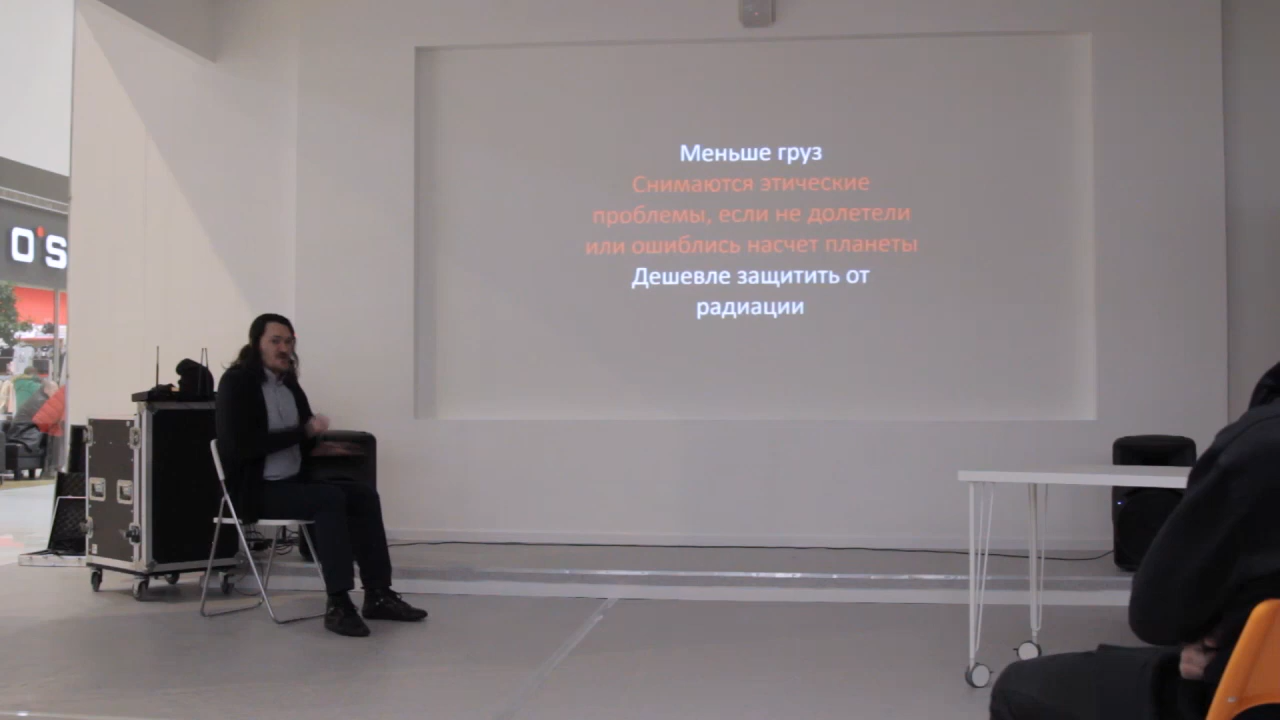 Меньше груз
Снимаются этические
проблемы, если не долетели
или ошиблись насчет планеты
Дешевле защитить от
радиации
O'S